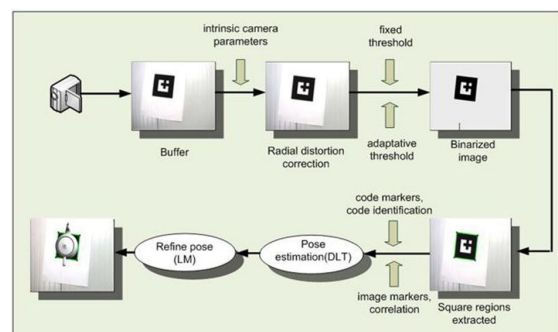 intrinsic camera
parameters
fixed
threshold
Buffer
Radial distortion
correction
adaptative
threshold
Binarized
image
code markers,
code identification
Refine pose
(LM)
Pose
estimation(DLT)
image markers,
correlation
Square regions
extracted